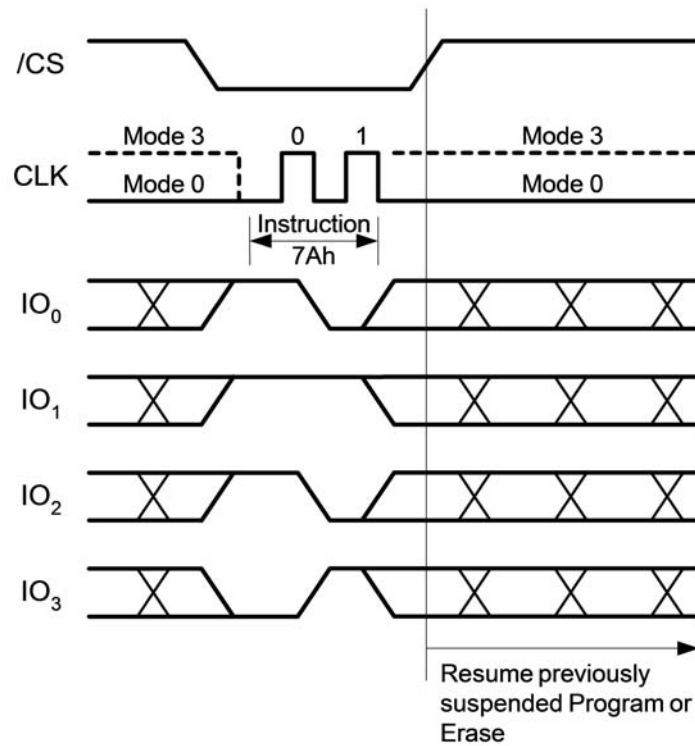 /CS
Mode 3 0 1 Mode 3
CLK
Mode 0 Mode 0
Instruction
7Ah
IO0
IO1
IO2
IO3
Resume previously
suspended Program or
Erase